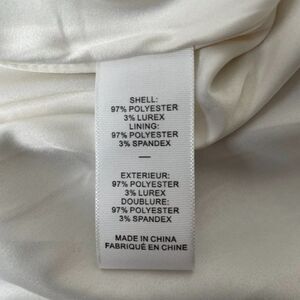 SHELL:
97% POLYESTER
3% LUREX
LINING:
97% POLYESTER
3% SPANDEX
—
EXTERIEUR:
97% POLYESTER
3% LUREX
DOUBLURE:
97% POLYESTER
3% SPANDEX
MADE IN CHINA
FABRIQUÉ EN CHINE